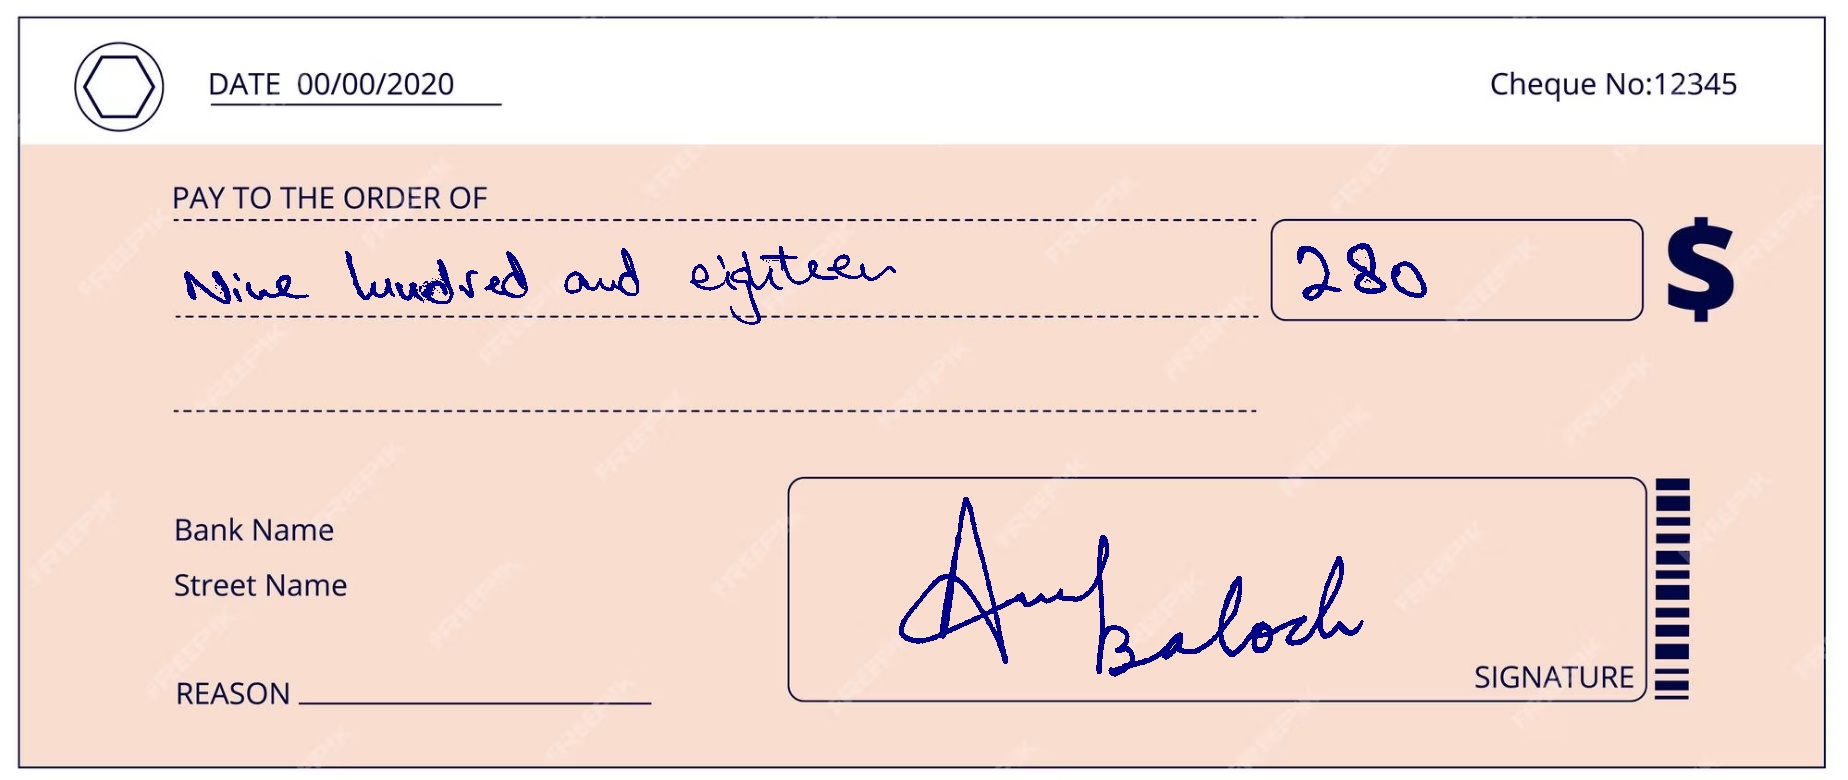 DATE 00/00/2020
Cheque No:12345
PAY TO THE ORDER OF
Nine hundred and eighteen
280
$
Bank Name
Street Name
Baloch
SIGNATURE
REASON